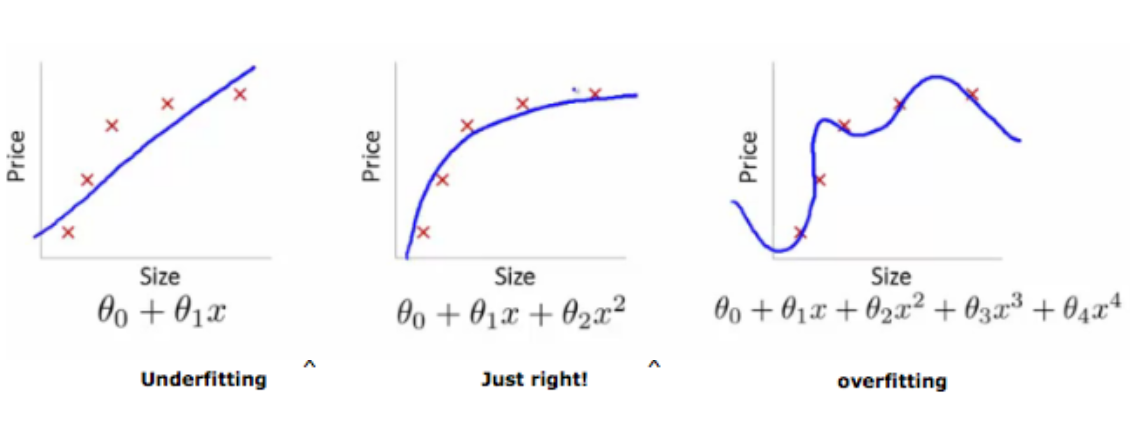 Price
Size
θ₀ + θ₁x
Underfitting
^
Price
Size
θ₀ + θ₁x + θ₂x²
Just right!
^
Price
Size
θ₀ + θ₁x + θ₂x² + θ₃x³ + θ₄x⁴
overfitting